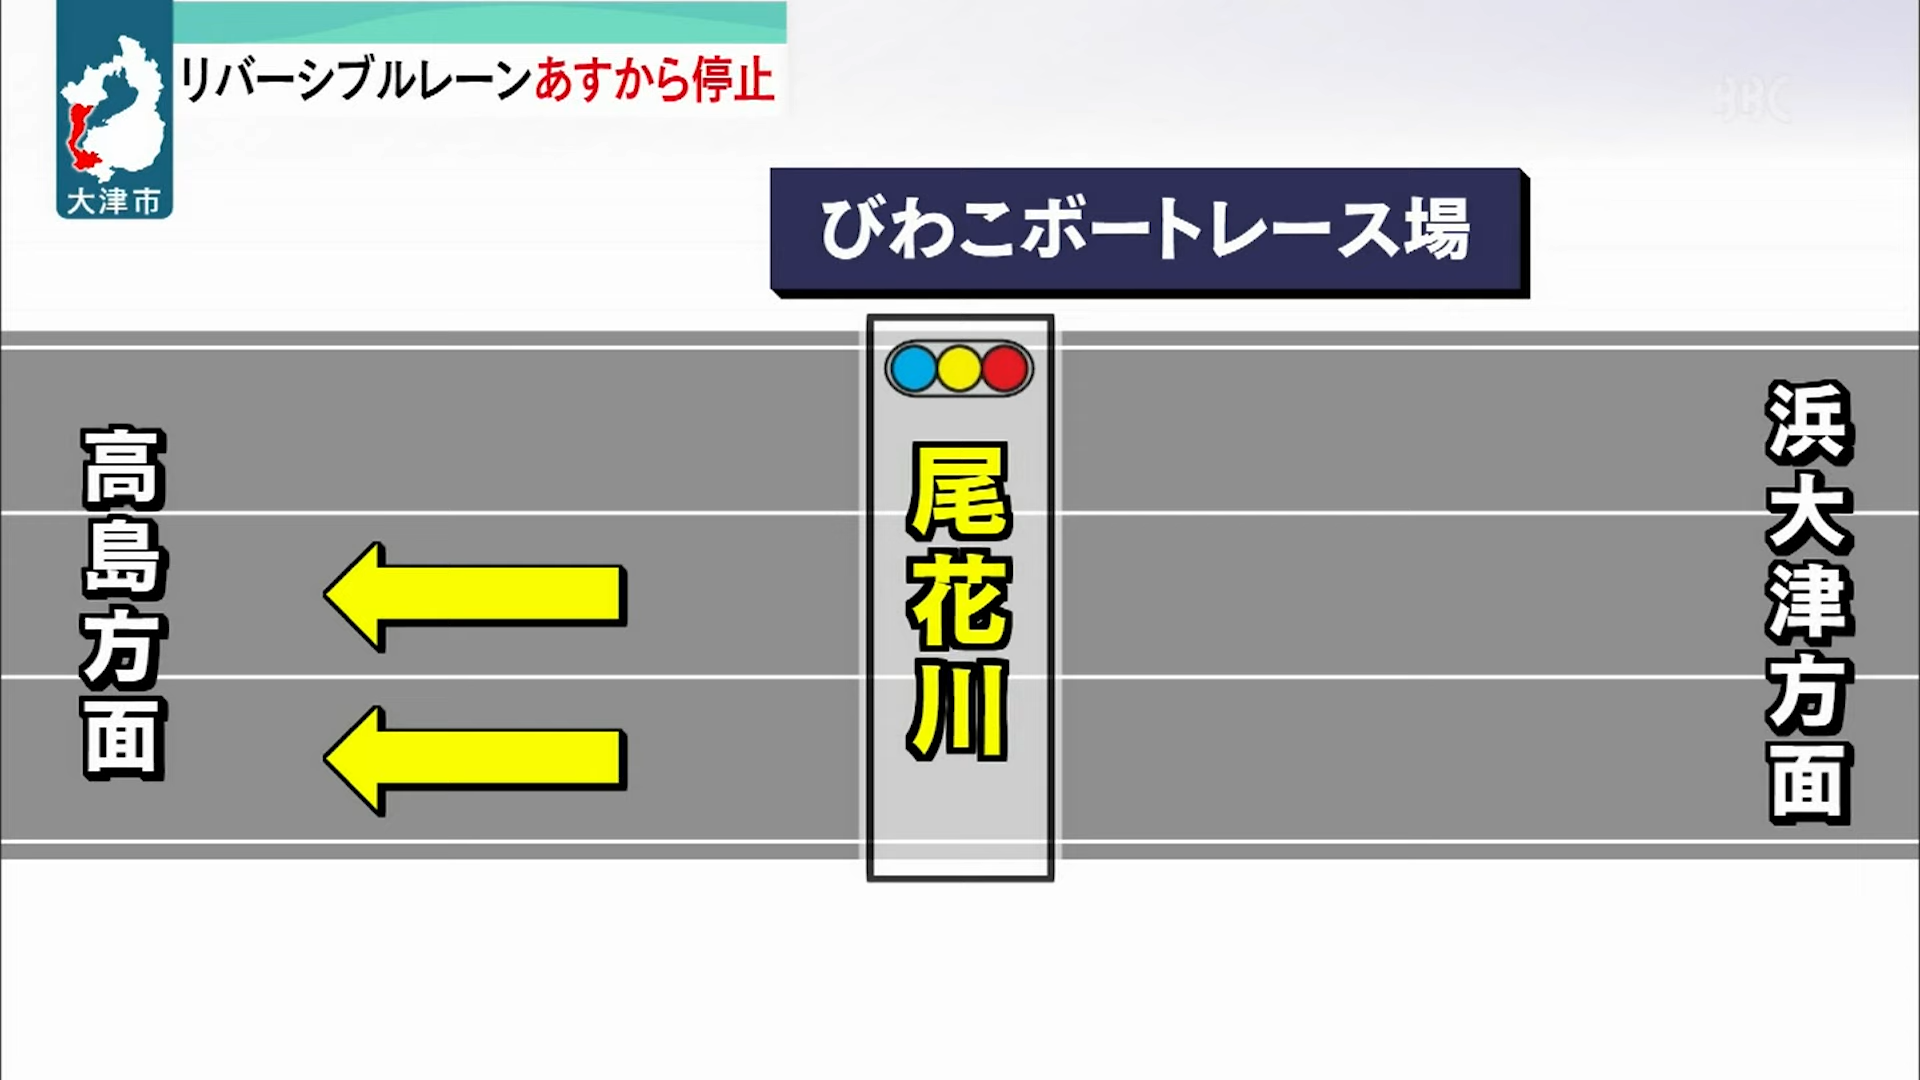 リバーシブルレーンあすから停止
大津市
BBC
びわこボートレース場
高島方面
尾花川
浜大津方面